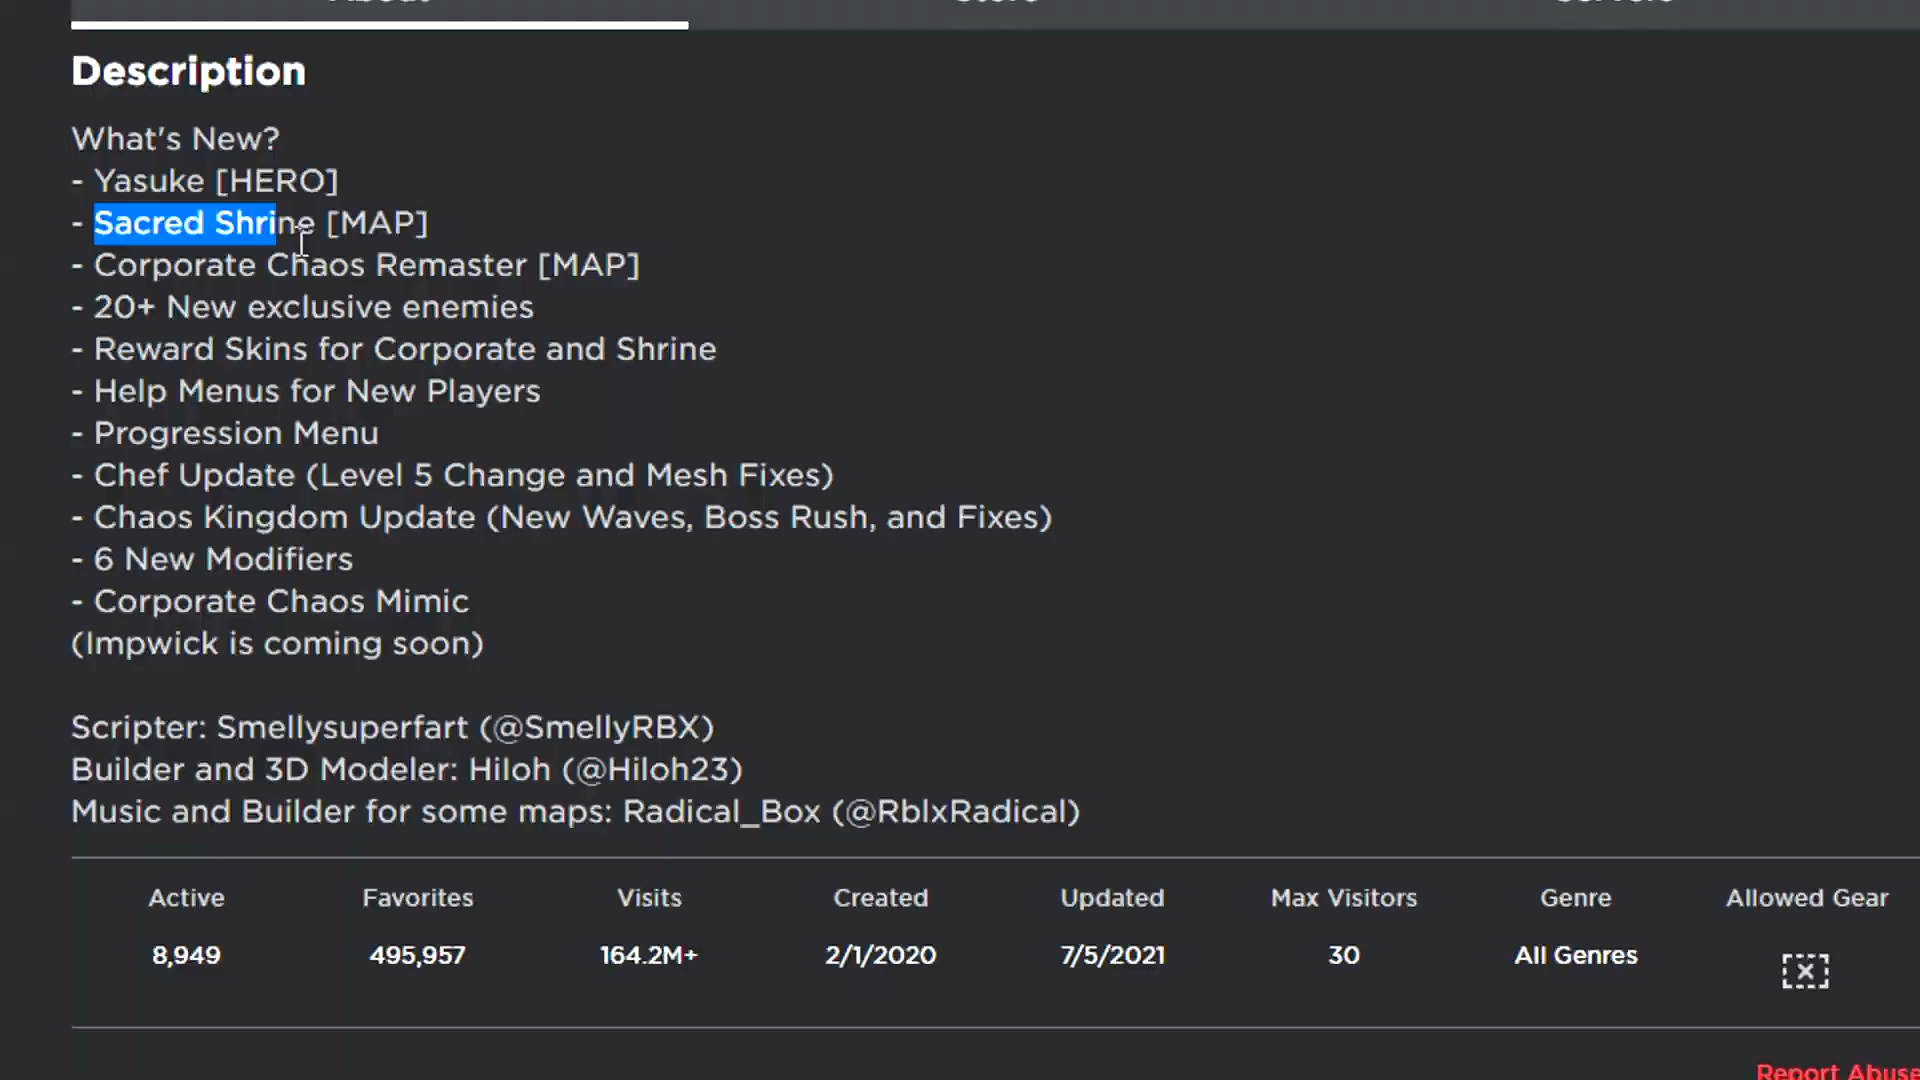 About Store Servers
Description
What's New?
- Yasuke [HERO]
- Sacred Shrine [MAP]
- Corporate Chaos Remaster [MAP]
- 20+ New exclusive enemies
- Reward Skins for Corporate and Shrine
- Help Menus for New Players
- Progression Menu
- Chef Update (Level 5 Change and Mesh Fixes)
- Chaos Kingdom Update (New Waves, Boss Rush, and Fixes)
- 6 New Modifiers
- Corporate Chaos Mimic
(Impwick is coming soon)
Scripter: Smellysuperfart (@SmellyRBX)
Builder and 3D Modeler: Hiloh (@Hiloh23)
Music and Builder for some maps: Radical_Box (@RblxRadical)
Active Favorites Visits Created Updated Max Visitors Genre Allowed Gear
8,949 495,957 164.2M+ 2/1/2020 7/5/2021 30 All Genres
Report Abuse